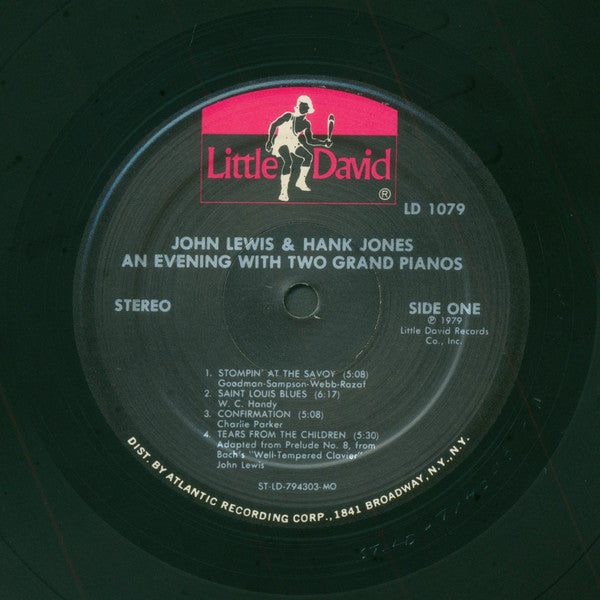 Little David ®
LD 1079
JOHN LEWIS & HANK JONES
AN EVENING WITH TWO GRAND PIANOS
STEREO
SIDE ONE
℗ 1979
Little David Records
Co., Inc.
1. STOMPIN' AT THE SAVOY (5:08)
Goodman-Sampson-Webb-Razaf
2. SAINT LOUIS BLUES (6:17)
W. C. Handy
3. CONFIRMATION (5:08)
Charlie Parker
4. TEARS FROM THE CHILDREN (5:30)
Adapted from Prelude No. 8, from
Bach's "Well-Tempered Clavier"
John Lewis
ST-LD-794303-MO
DIST. BY ATLANTIC RECORDING CORP., 1841 BROADWAY, N.Y., N.Y.